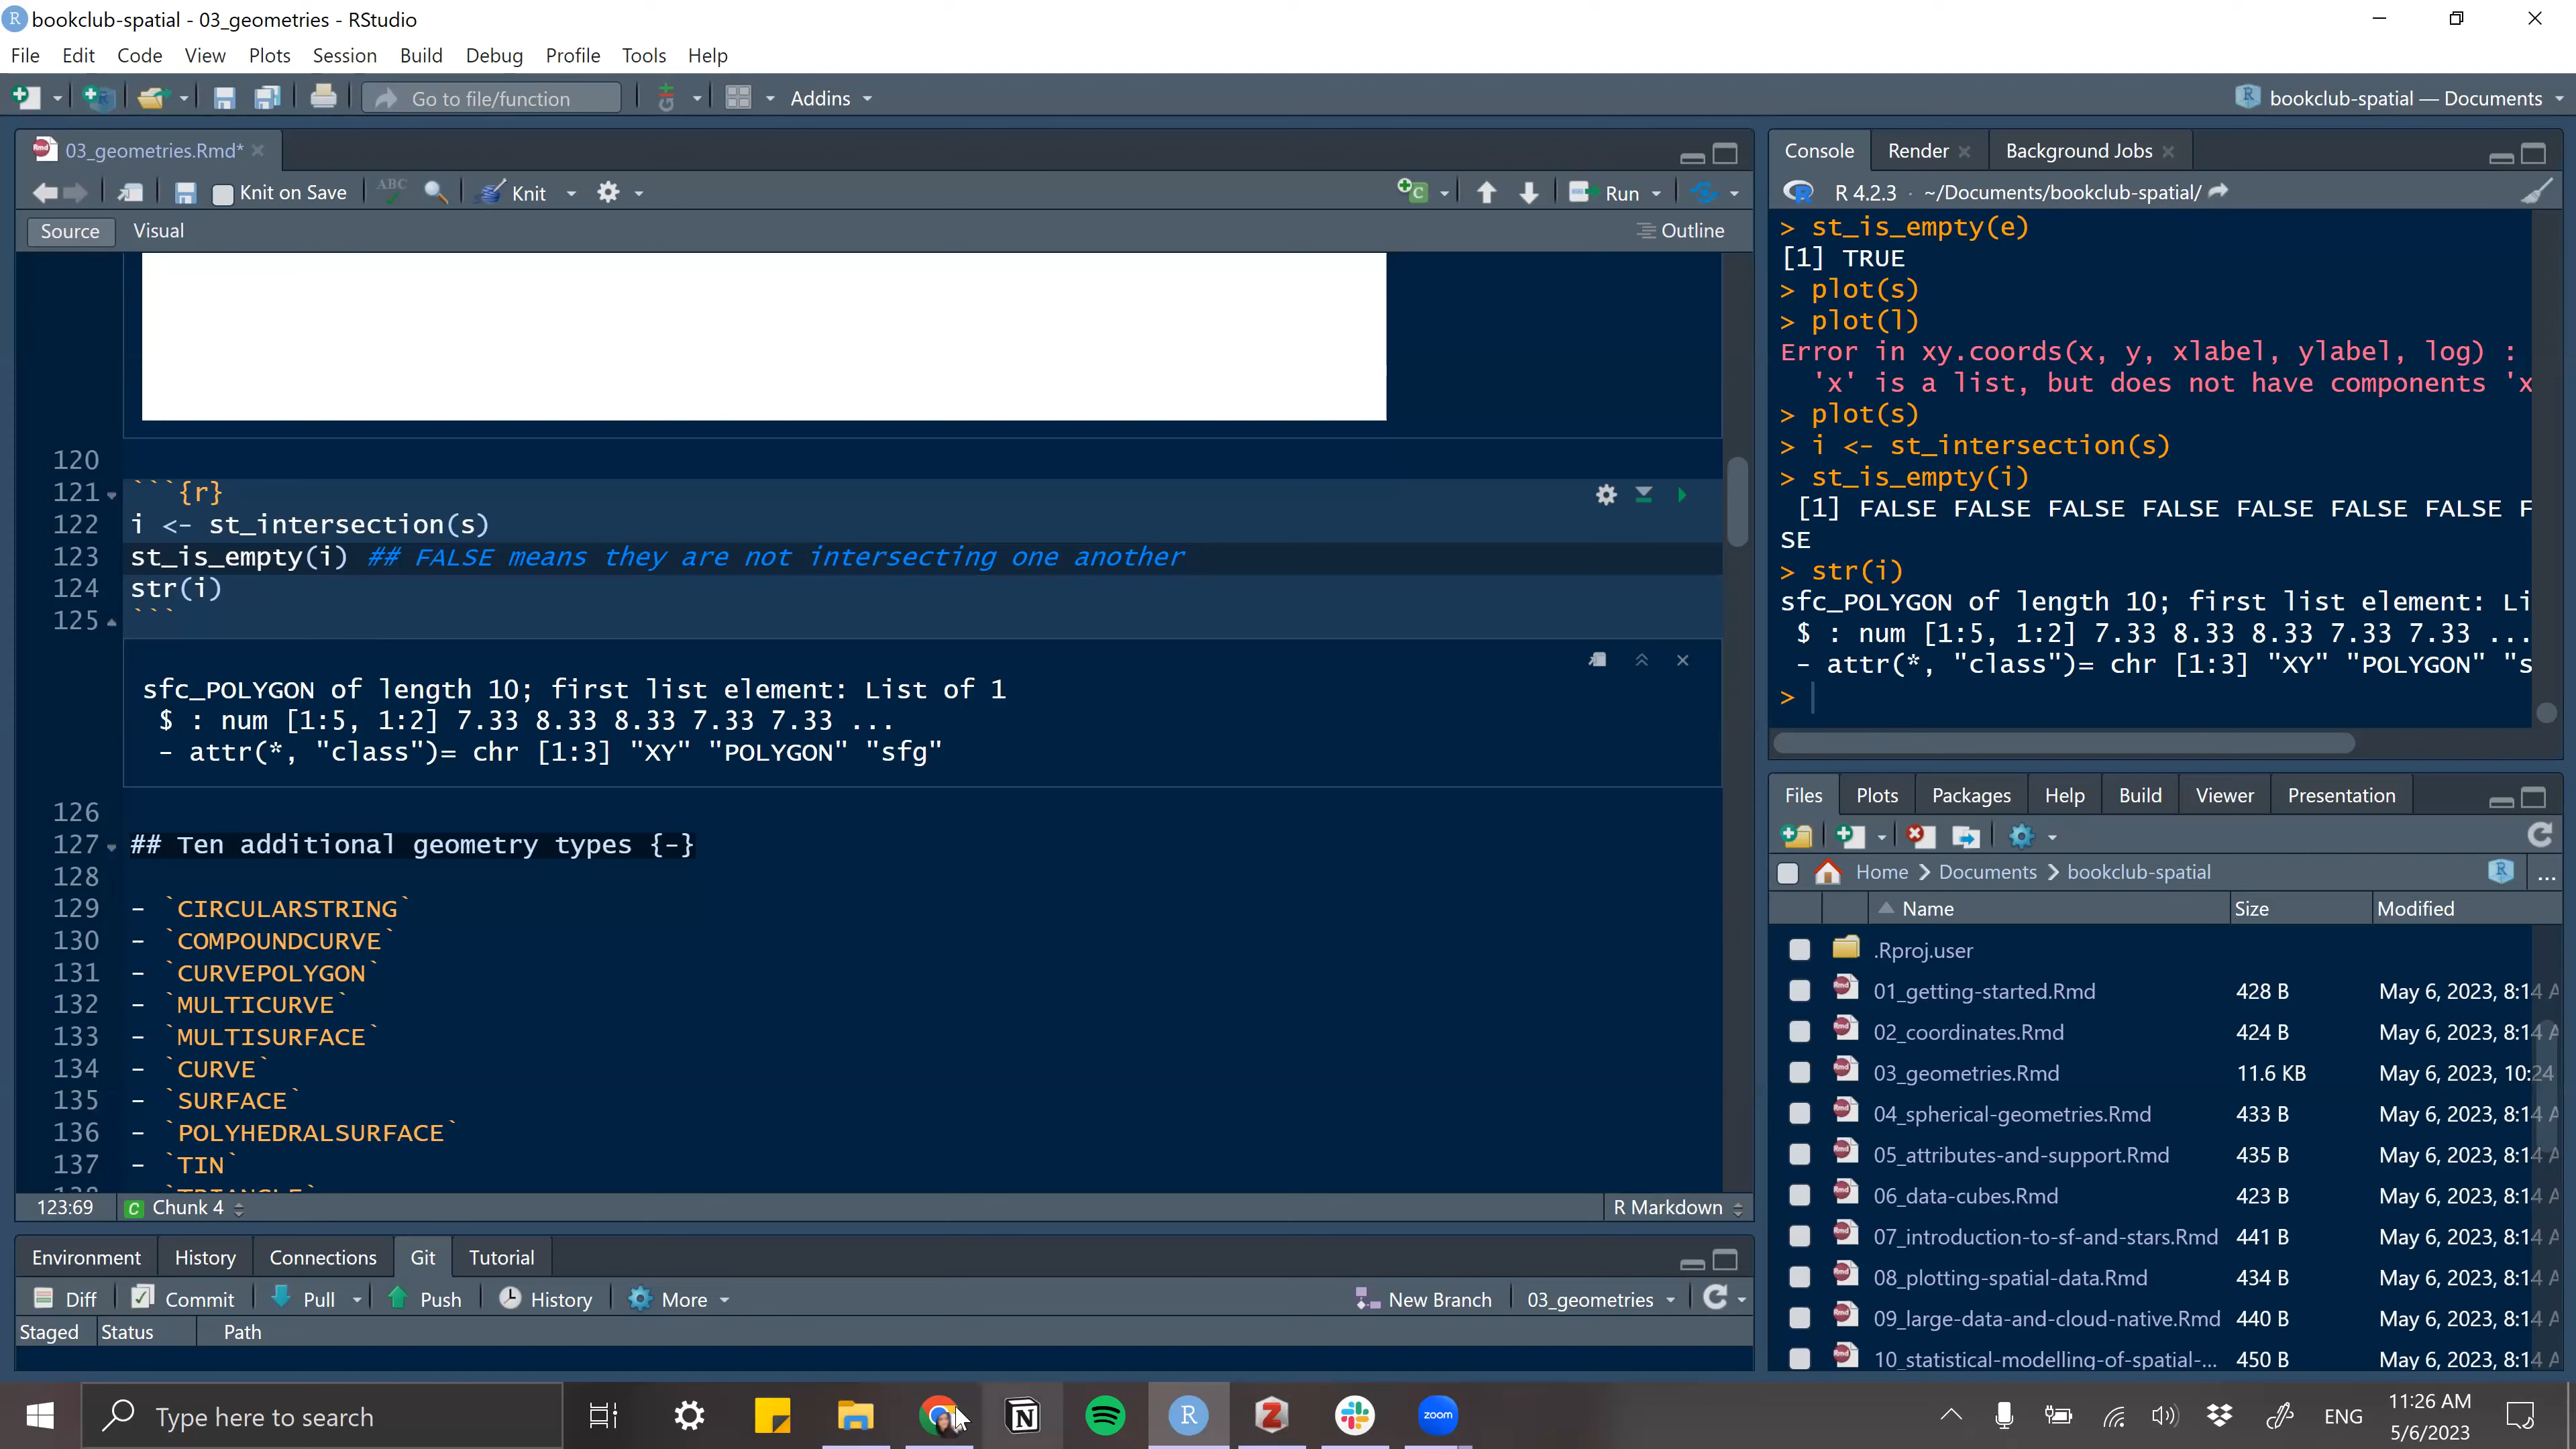 bookclub-spatial - 03_geometries - RStudio
File Edit Code View Plots Session Build Debug Profile Tools Help
Go to file/function Addins bookclub-spatial — Documents
03_geometries.Rmd*
Knit on Save ABC Knit Run
Source Visual Outline
120
121 ```{r}
122 i <- st_intersection(s)
123 st_is_empty(i) ## FALSE means they are not intersecting one another
124 str(i)
125 ```
sfc_POLYGON of length 10; first list element: List of 1
$ : num [1:5, 1:2] 7.33 8.33 8.33 7.33 7.33 ...
- attr(*, "class")= chr [1:3] "XY" "POLYGON" "sfg"
126
127 ## Ten additional geometry types {-}
128
129 - `CIRCULARSTRING`
130 - `COMPOUNDCURVE`
131 - `CURVEPOLYGON`
132 - `MULTICURVE`
133 - `MULTISURFACE`
134 - `CURVE`
135 - `SURFACE`
136 - `POLYHEDRALSURFACE`
137 - `TIN`
138 - `TRIANGLE`
123:69 C Chunk 4 R Markdown
Environment History Connections Git Tutorial
Diff Commit Pull Push History More New Branch 03_geometries
Staged Status Path
Console Render Background Jobs
R 4.2.3 · ~/Documents/bookclub-spatial/
> st_is_empty(e)
[1] TRUE
> plot(s)
> plot(l)
Error in xy.coords(x, y, xlabel, ylabel, log) :
'x' is a list, but does not have components 'x
> plot(s)
> i <- st_intersection(s)
> st_is_empty(i)
[1] FALSE FALSE FALSE FALSE FALSE FALSE FALSE F
SE
> str(i)
sfc_POLYGON of length 10; first list element: Li
$ : num [1:5, 1:2] 7.33 8.33 8.33 7.33 7.33 ...
- attr(*, "class")= chr [1:3] "XY" "POLYGON" "s
>
Files Plots Packages Help Build Viewer Presentation
Home Documents bookclub-spatial ...
Name Size Modified
.Rproj.user
01_getting-started.Rmd 428 B May 6, 2023, 8:14 A
02_coordinates.Rmd 424 B May 6, 2023, 8:14 A
03_geometries.Rmd 11.6 KB May 6, 2023, 10:24
04_spherical-geometries.Rmd 433 B May 6, 2023, 8:14 A
05_attributes-and-support.Rmd 435 B May 6, 2023, 8:14 A
06_data-cubes.Rmd 423 B May 6, 2023, 8:14 A
07_introduction-to-sf-and-stars.Rmd 441 B May 6, 2023, 8:14 A
08_plotting-spatial-data.Rmd 434 B May 6, 2023, 8:14 A
09_large-data-and-cloud-native.Rmd 440 B May 6, 2023, 8:14 A
10_statistical-modelling-of-spatial-... 450 B May 6, 2023, 8:14 A
Type here to search zoom ENG 11:26 AM
5/6/2023